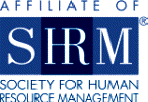 AFFILIATE OF
SHRM®
SOCIETY FOR HUMAN
RESOURCE MANAGEMENT